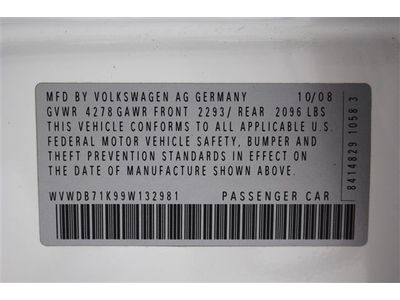 MFD BY VOLKSWAGEN AG GERMANY 10/08
GVWR 4278 GAWR FRONT 2293/ REAR 2096 LBS
THIS VEHICLE CONFORMS TO ALL APPLICABLE U.S.
FEDERAL MOTOR VEHICLE SAFETY, BUMPER AND
THEFT PREVENTION STANDARDS IN EFFECT ON THE
DATE OF MANUFACTURE SHOWN ABOVE.
WVWDB71K99W132981 PASSENGER CAR
8414829 1058 3